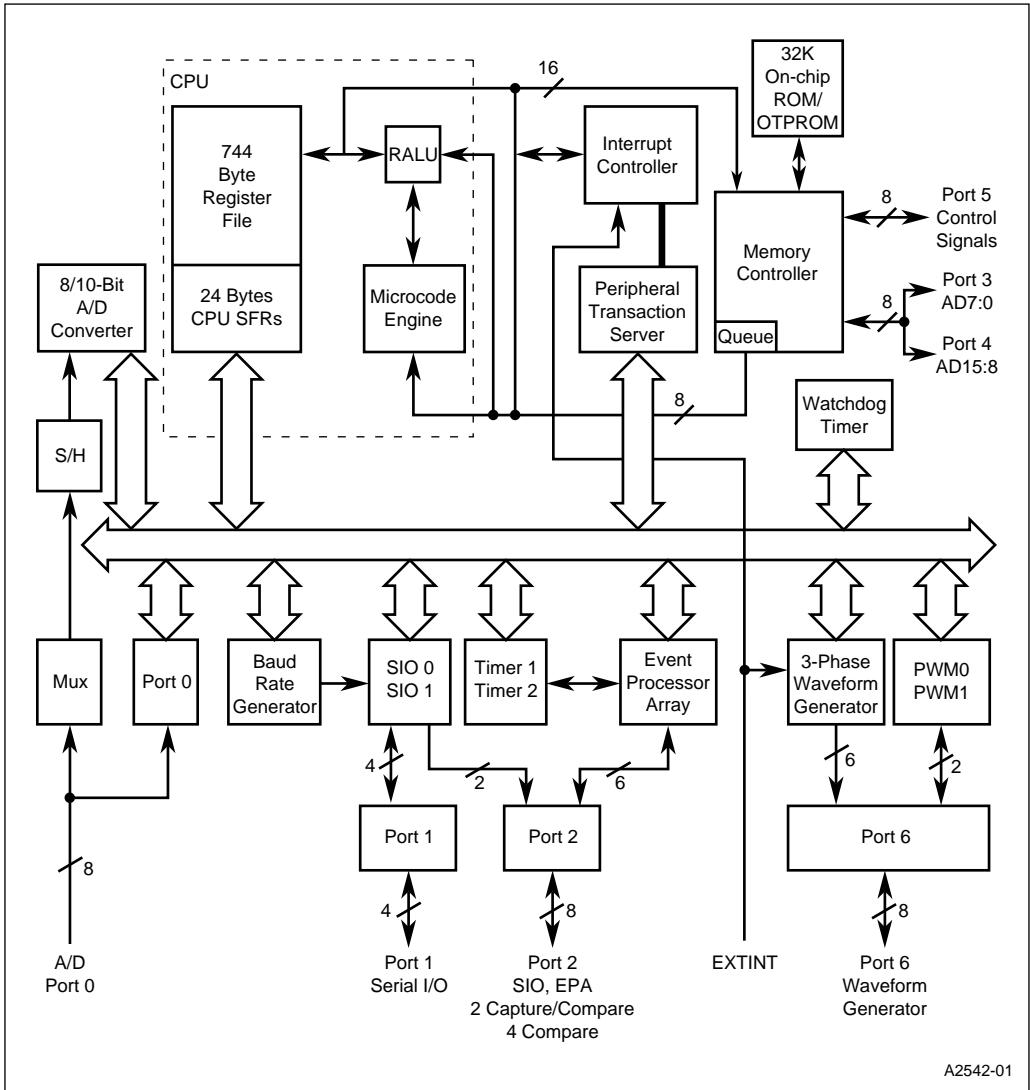 CPU
744
Byte
Register
File
24 Bytes
CPU SFRs
RALU
Microcode
Engine
16
Interrupt
Controller
Peripheral
Transaction
Server
32K
On-chip
ROM/
OTPROM
Memory
Controller
Queue
8
8
Port 5
Control
Signals
8
Port 3
AD7:0
Port 4
AD15:8
8/10-Bit
A/D
Converter
S/H
Watchdog
Timer
Mux
Port 0
Baud
Rate
Generator
SIO 0
SIO 1
Timer 1
Timer 2
Event
Processor
Array
3-Phase
Waveform
Generator
PWM0
PWM1
4
2
6
6
2
Port 1
Port 2
Port 6
8
4
8
8
A/D
Port 0
Port 1
Serial I/O
Port 2
SIO, EPA
2 Capture/Compare
4 Compare
EXTINT
Port 6
Waveform
Generator
A2542-01